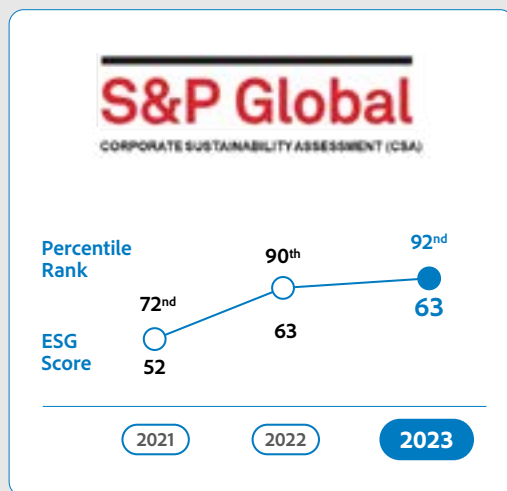 S&P Global
CORPORATE SUSTAINABILITY ASSESSMENT (CSA)
Percentile
Rank
72nd
90th
92nd
ESG
Score
52
63
63
2021
2022
2023